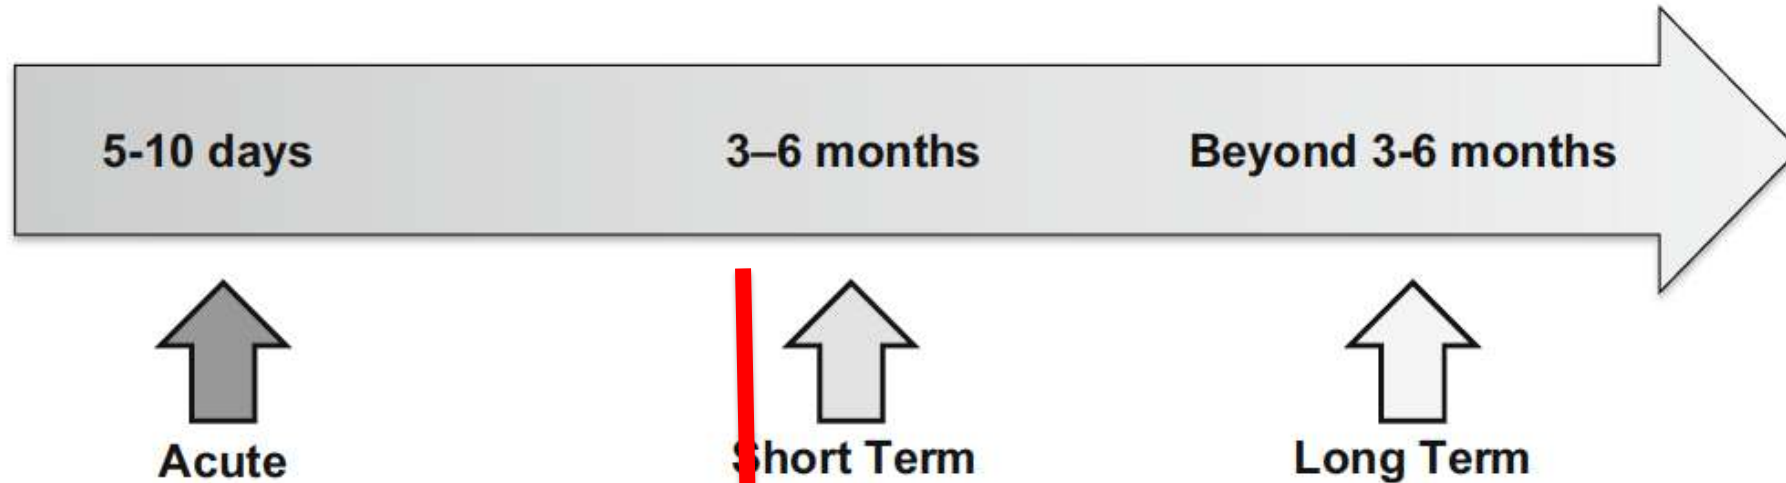 5-10 days
3–6 months
Beyond 3-6 months
Acute
Short Term
Long Term